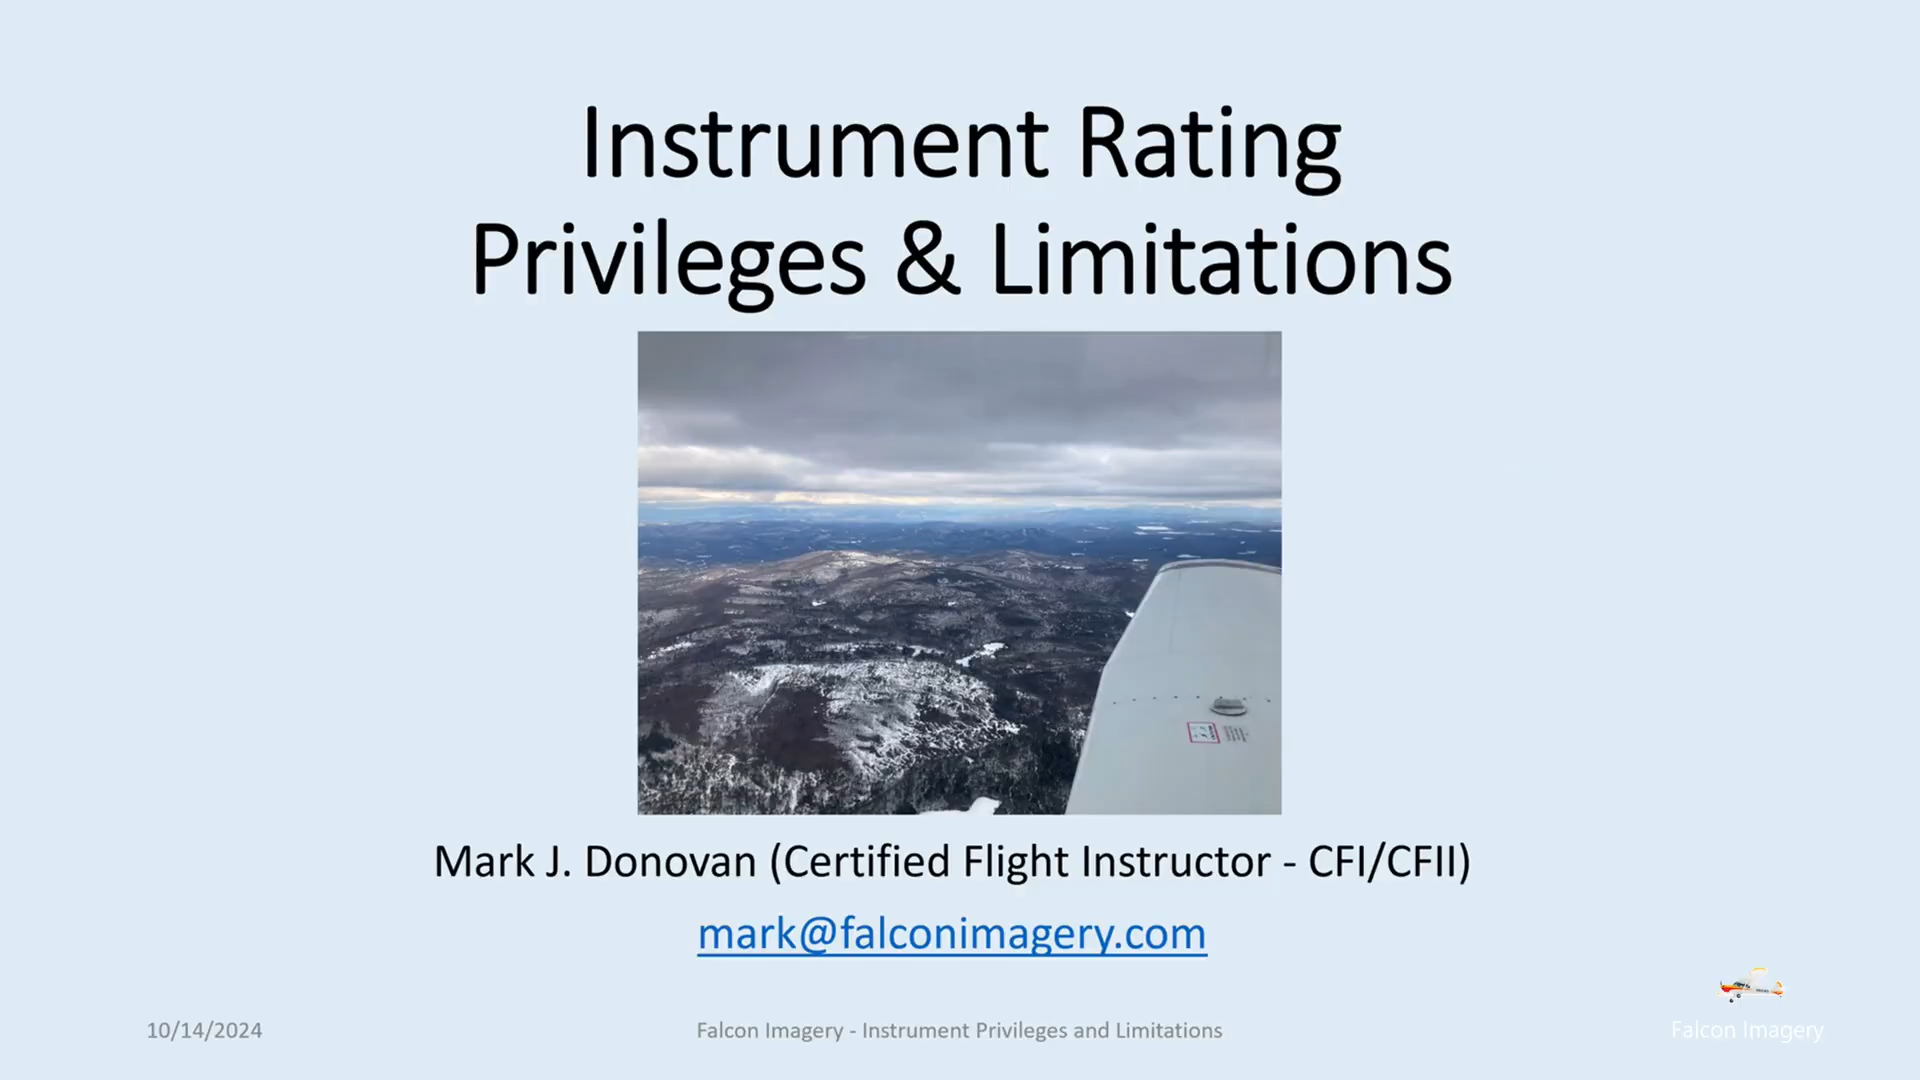 Instrument Rating
Privileges & Limitations
Mark J. Donovan (Certified Flight Instructor - CFI/CFII)
mark@falconimagery.com
10/14/2024
Falcon Imagery - Instrument Privileges and Limitations
Falcon Imagery